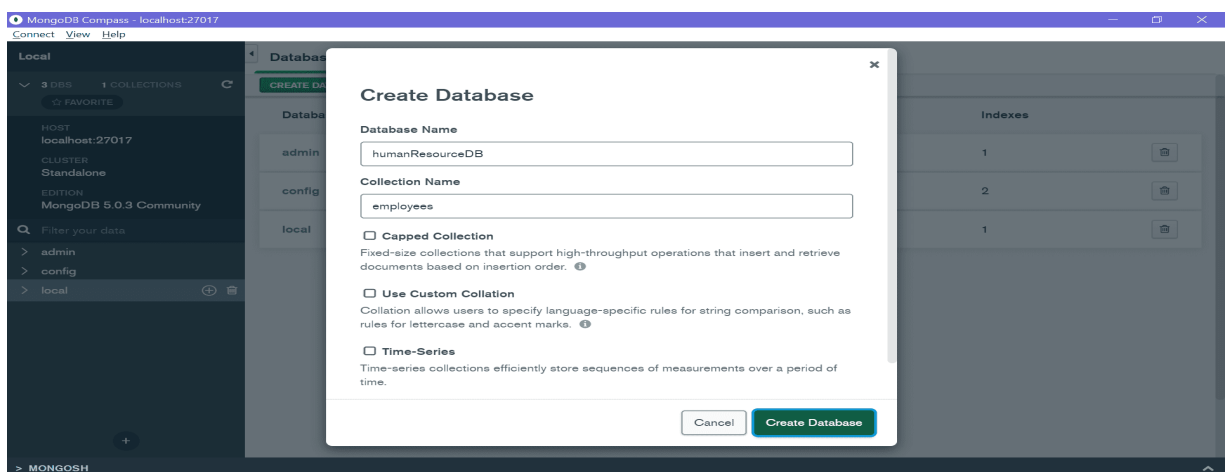 MongoDB Compass - localhost:27017
Connect View Help
Local
3 DBS 1 COLLECTIONS
FAVORITE
HOST
localhost:27017
CLUSTER
Standalone
EDITION
MongoDB 5.0.3 Community
Filter your data
admin
config
local
> MONGOSH
Databas
CREATE DA
Databa
Indexes
admin
1
config
2
local
1
Create Database
Database Name
humanResourceDB
Collection Name
employees
Capped Collection
Fixed-size collections that support high-throughput operations that insert and retrieve
documents based on insertion order.
Use Custom Collation
Collation allows users to specify language-specific rules for string comparison, such as
rules for lettercase and accent marks.
Time-Series
Time-series collections efficiently store sequences of measurements over a period of
time.
Cancel Create Database